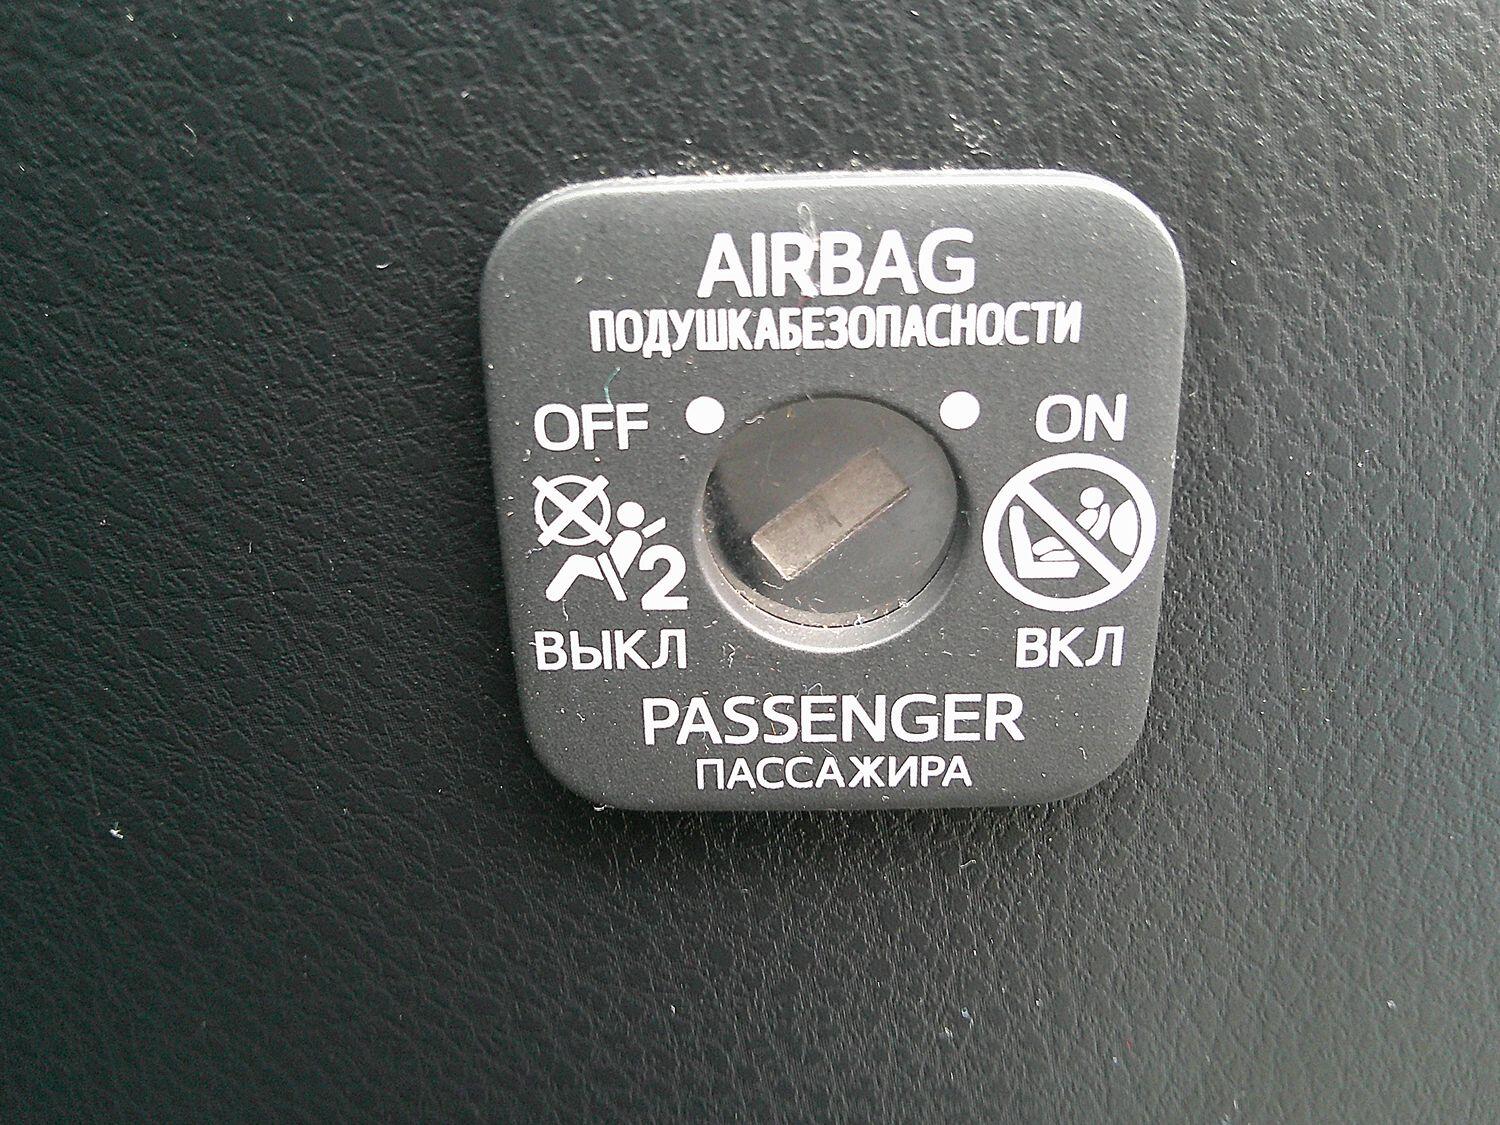 AIRBAG
ПОДУШКАБЕЗОПАСНОСТИ
OFF
ON
2
ВЫКЛ
ВКЛ
PASSENGER
ПАССАЖИРА